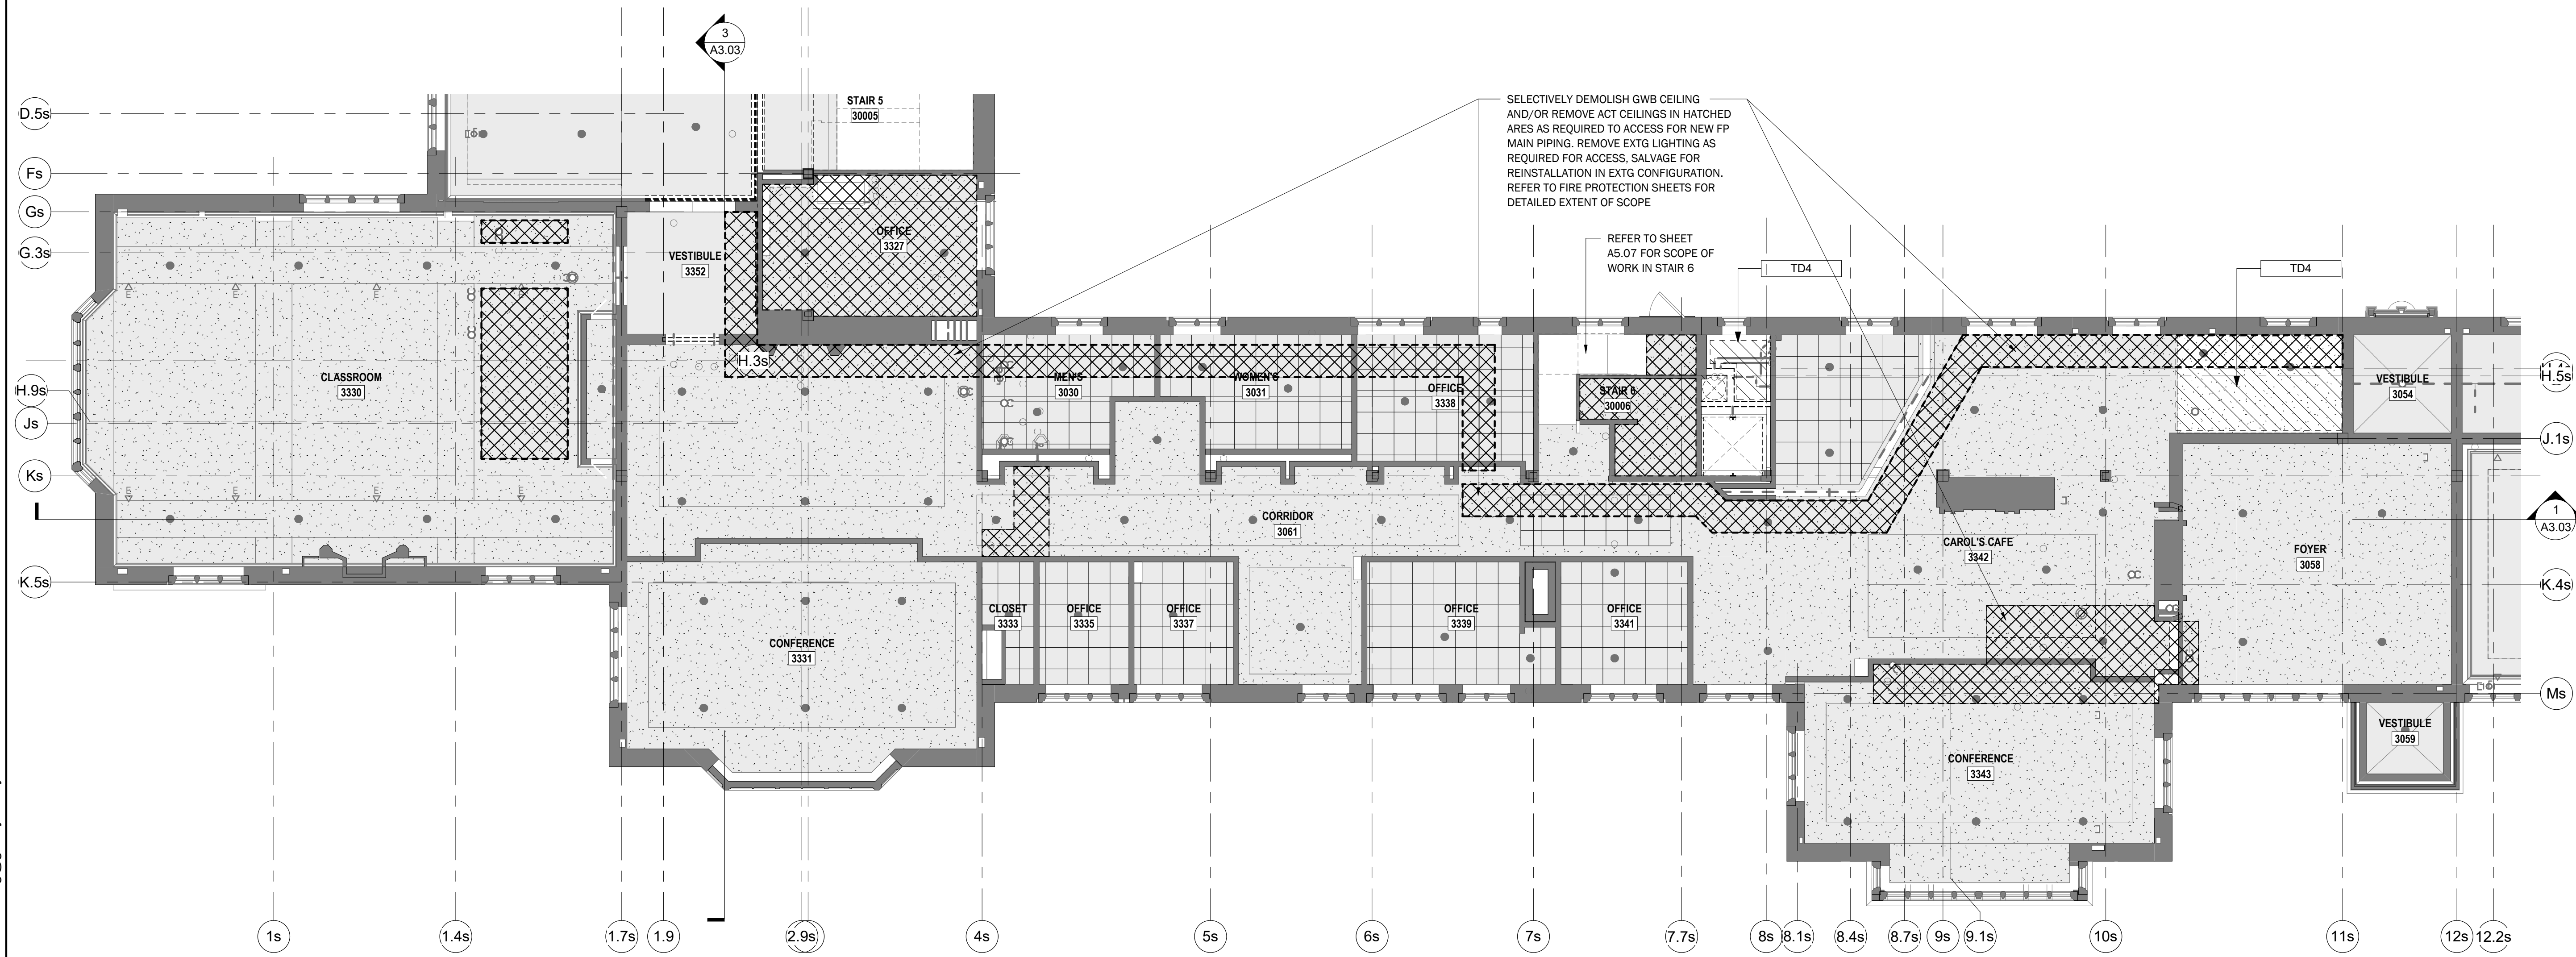 3
A3.03
D.5s
Fs
Gs
G.3s
H.9s
Js
Ks
K.5s
STAIR 5
30005
OFFICE
3327
VESTIBULE
3352
CLASSROOM
3330
H.3s
SELECTIVELY DEMOLISH GWB CEILING
AND/OR REMOVE ACT CEILINGS IN HATCHED
ARES AS REQUIRED TO ACCESS FOR NEW FP
MAIN PIPING. REMOVE EXTG LIGHTING AS
REQUIRED FOR ACCESS, SALVAGE FOR
REINSTALLATION IN EXTG CONFIGURATION.
REFER TO FIRE PROTECTION SHEETS FOR
DETAILED EXTENT OF SCOPE
REFER TO SHEET
A5.07 FOR SCOPE OF
WORK IN STAIR 6
TD4
TD4
MEN'S
3030
WOMEN'S
3031
OFFICE
3338
STAIR 6
30006
VESTIBULE
3054
H.5s
J.1s
CORRIDOR
3061
CAROL'S CAFE
3342
FOYER
3058
1
A3.03
K.4s
Ms
CONFERENCE
3331
CLOSET
3333
OFFICE
3335
OFFICE
3337
OFFICE
3339
OFFICE
3341
CONFERENCE
3343
VESTIBULE
3059
E E E E
E E E E
1s
1.4s
1.7s
1.9
2.9s
4s
5s
6s
7s
7.7s
8s
8.1s
8.4s
8.7s
9s
9.1s
10s
11s
12s
12.2s